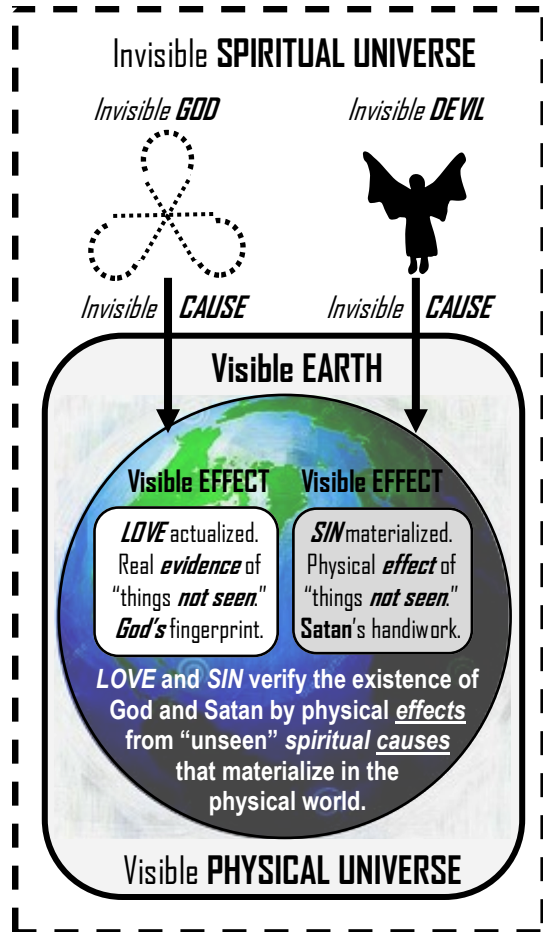 Invisible SPIRITUAL UNIVERSE
Invisible GOD
Invisible DEVIL
Invisible CAUSE
Invisible CAUSE
Visible EARTH
Visible EFFECT
LOVE actualized.
Real evidence of
“things not seen.”
God's fingerprint.
Visible EFFECT
SIN materialized.
Physical effect of
“things not seen.”
Satan's handiwork.
LOVE and SIN verify the existence of
God and Satan by physical effects
from “unseen” spiritual causes
that materialize in the
physical world.
Visible PHYSICAL UNIVERSE